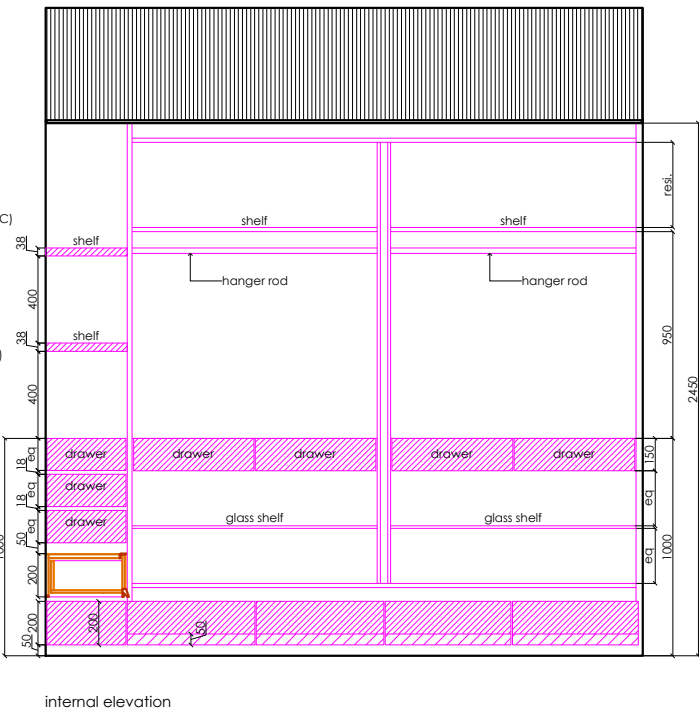 C)
shelf
shelf
resi.
38
shelf
hanger rod
hanger rod
400
38
shelf
)
950
2450
400
eq
drawer
drawer
drawer
drawer
drawer
150
18
eq
drawer
18
eq
drawer
glass shelf
glass shelf
eq
50
eq
1000
200
200
200
50
50
internal elevation